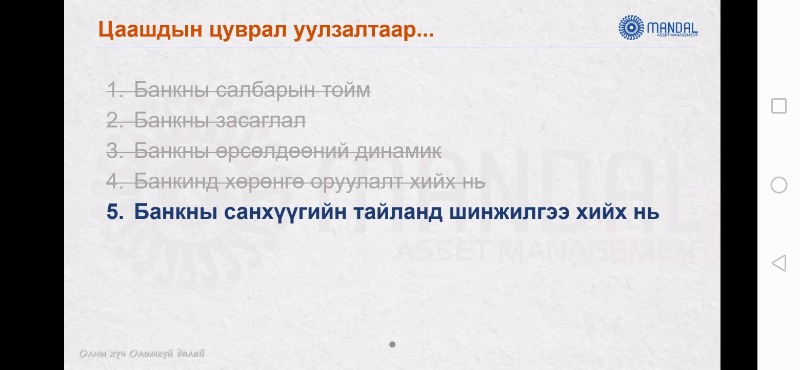 Цаашдын цуврал уулзалтаар...
MANDAL
ASSET MANAGEMENT
1. Банкны салбарын тойм
2. Банкны засаглал
3. Банкны өрсөлдөөний динамик
4. Банкинд хөрөнгө оруулалт хийх нь
5. Банкны санхүүгийн тайланд шинжилгээ хийх нь
MANDAL
ASSET MANAGEMENT
Олны хүч Оломгүй далай